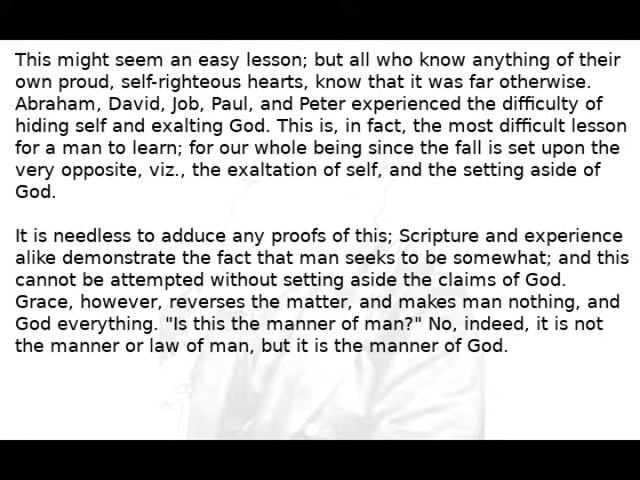 This might seem an easy lesson; but all who know anything of their
own proud, self-righteous hearts, know that it was far otherwise.
Abraham, David, Job, Paul, and Peter experienced the difficulty of
hiding self and exalting God. This is, in fact, the most difficult lesson
for a man to learn; for our whole being since the fall is set upon the
very opposite, viz., the exaltation of self, and the setting aside of
God.

It is needless to adduce any proofs of this; Scripture and experience
alike demonstrate the fact that man seeks to be somewhat; and this
cannot be attempted without setting aside the claims of God.
Grace, however, reverses the matter, and makes man nothing, and
God everything. "Is this the manner of man?" No, indeed, it is not
the manner or law of man, but it is the manner of God.